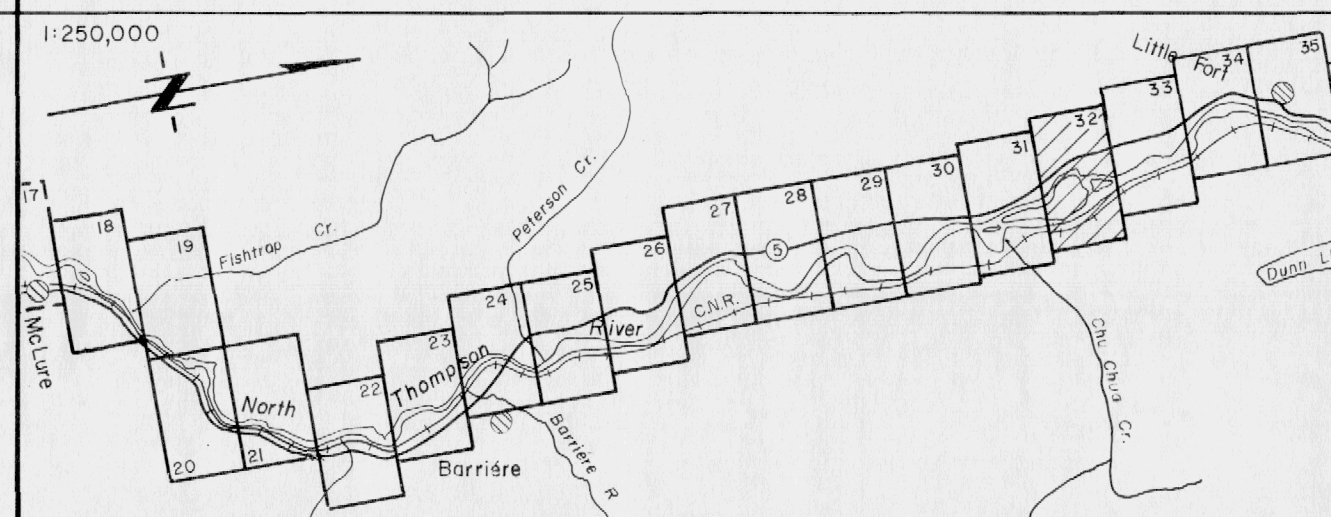 1:250,000
N
17
18
19
20
21
22
23
24
25
26
27
28
29
30
31
32
33
34
35
McLure
Fishtrap Cr.
Peterson Cr.
North Thompson River
Barriére
Barriére R
C.N.R.
5
Chu Chua Cr.
Little Fort
Dunn L